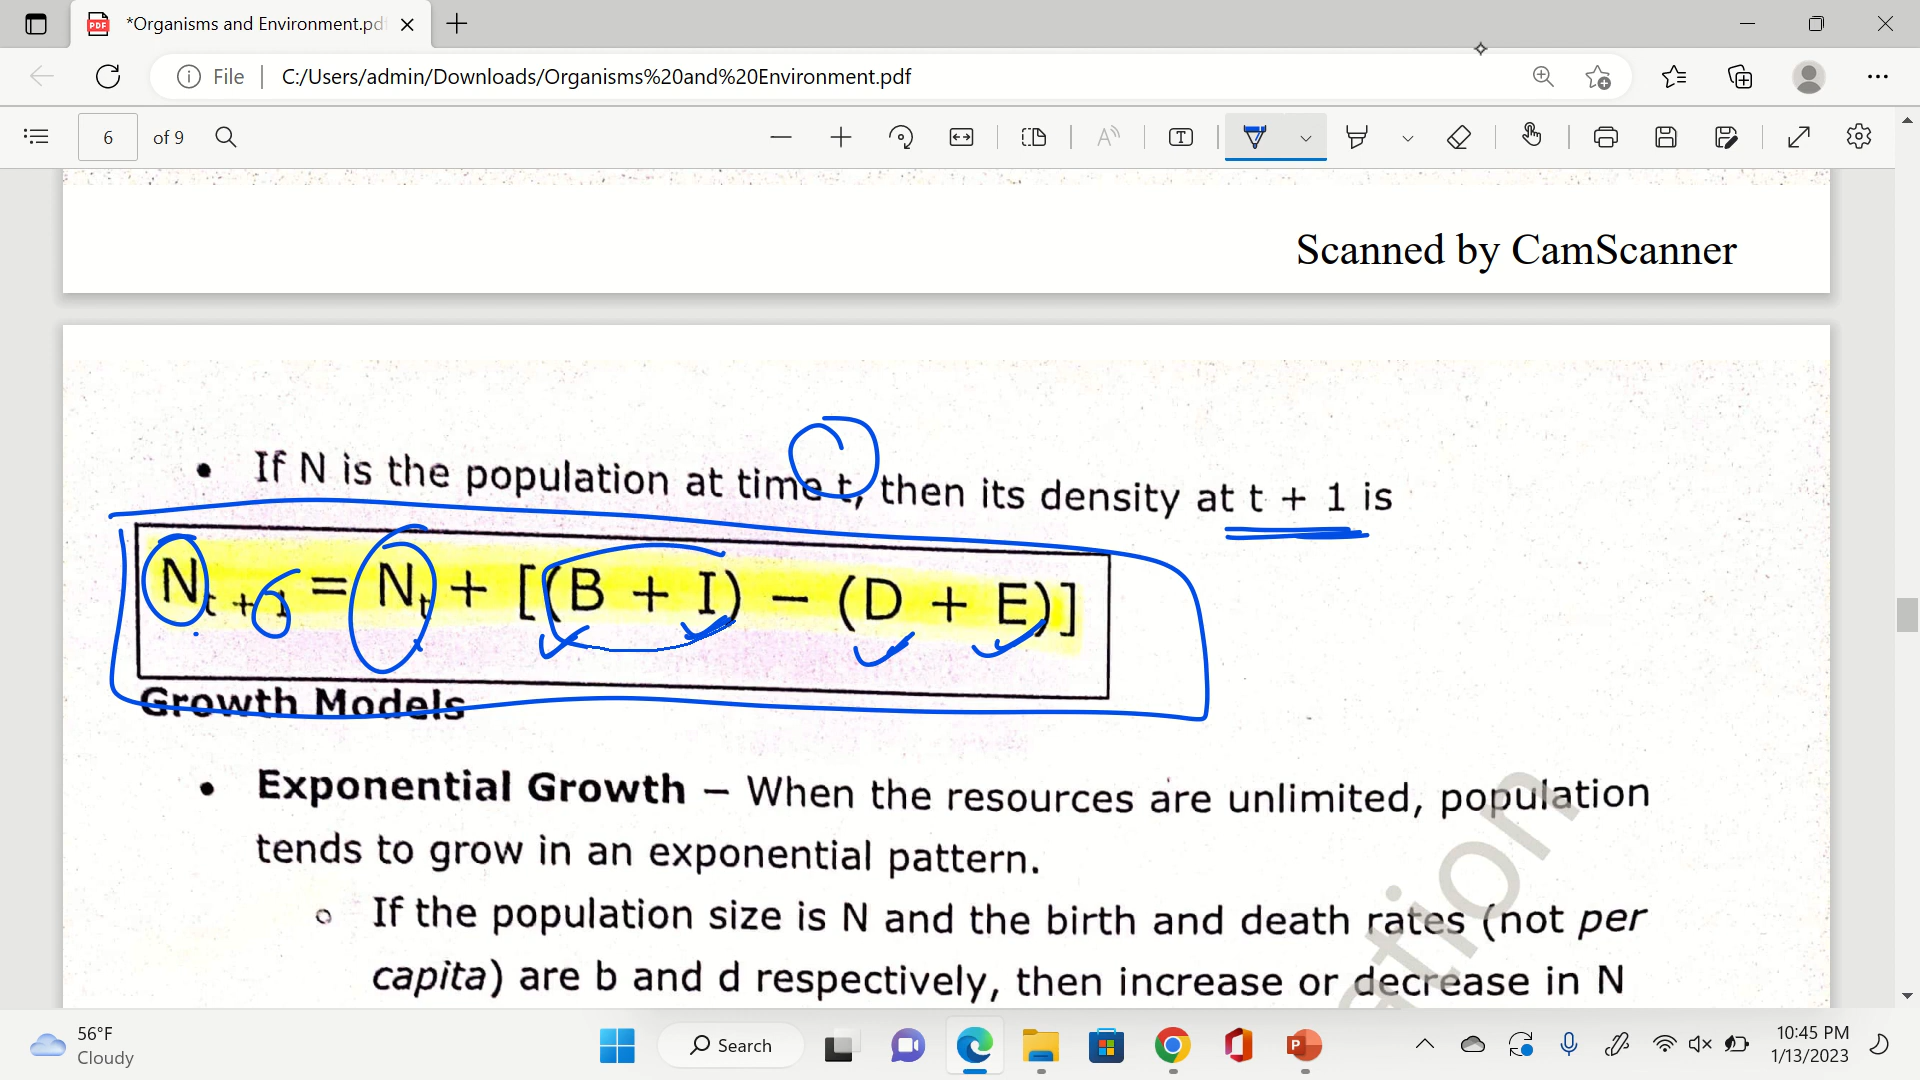 *Organisms and Environment.pd
File
C:/Users/admin/Downloads/Organisms%20and%20Environment.pdf
6 of 9
Scanned by CamScanner
• If N is the population at time t, then its density at t + 1 is
Nt + 1 = Nt + [(B + I) – (D + E)]
Growth Models
• Exponential Growth – When the resources are unlimited, population
tends to grow in an exponential pattern.
o If the population size is N and the birth and death rates (not per
capita) are b and d respectively, then increase or decrease in N
ation
56°F
Cloudy
Search
10:45 PM
1/13/2023